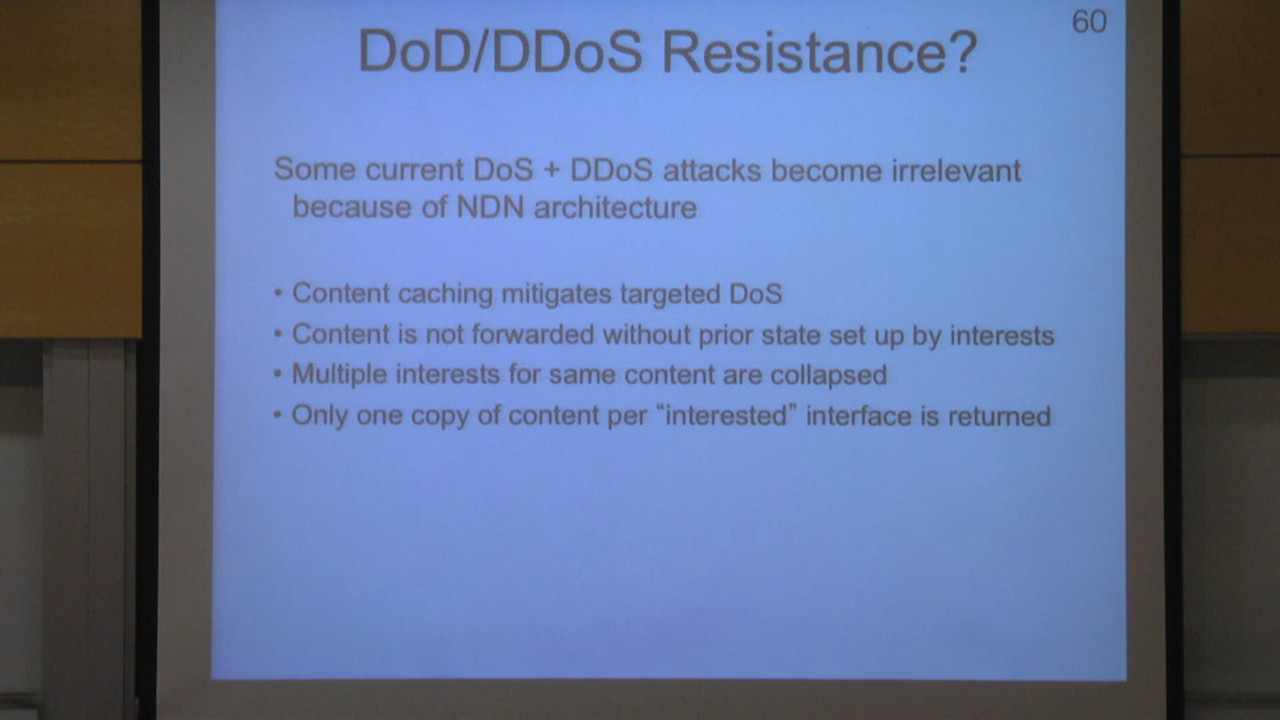 60
DoD/DDoS Resistance?
Some current DoS + DDoS attacks become irrelevant
because of NDN architecture
• Content caching mitigates targeted DoS
• Content is not forwarded without prior state set up by interests
• Multiple interests for same content are collapsed
• Only one copy of content per “interested” interface is returned